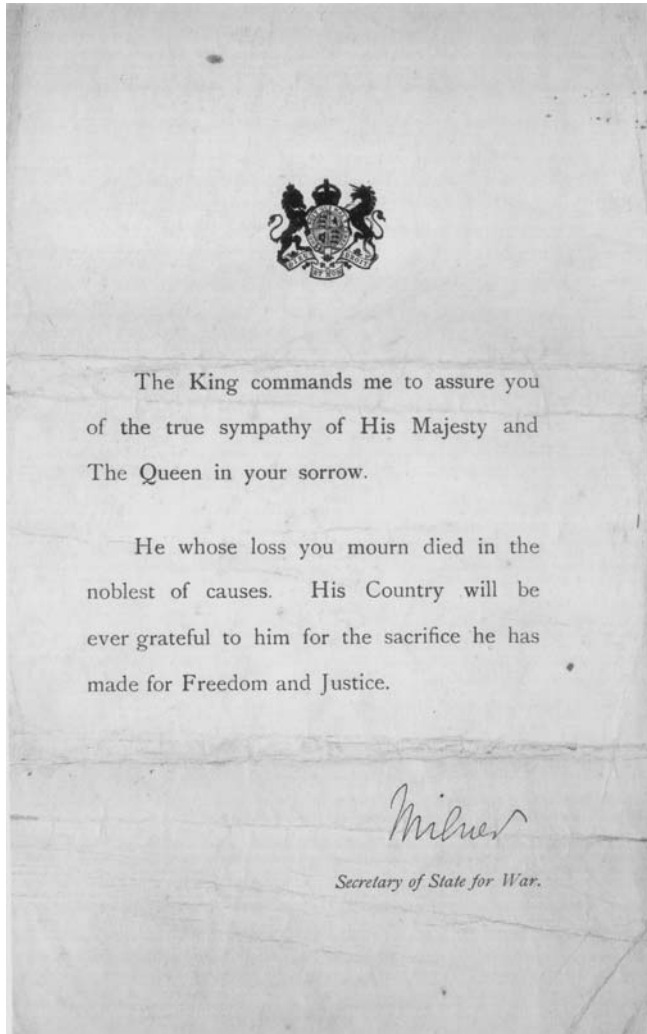 The King commands me to assure you
of the true sympathy of His Majesty and
The Queen in your sorrow.
He whose loss you mourn died in the
noblest of causes. His Country will be
ever grateful to him for the sacrifice he has
made for Freedom and Justice.
Milner
Secretary of State for War.